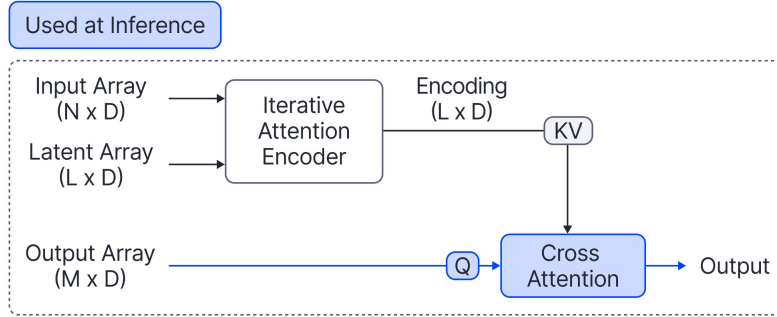 Used at Inference
Input Array
(N x D)
Latent Array
(L x D)
Iterative
Attention
Encoder
Encoding
(L x D)
KV
Output Array
(M x D)
Q
Cross
Attention
Output